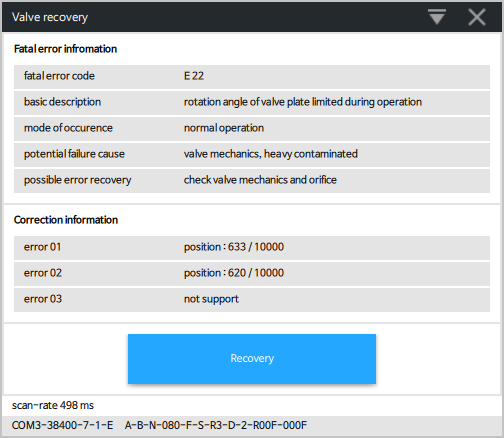 Valve recovery
Fatal error infromation
fatal error code E 22
basic description rotation angle of valve plate limited during operation
mode of occurence normal operation
potential failure cause valve mechanics, heavy contaminated
possible error recovery check valve mechanics and orifice
Correction information
error 01 position : 633 / 10000
error 02 position : 620 / 10000
error 03 not support
Recovery
scan-rate 498 ms
COM3-38400-7-1-E A-B-N-080-F-S-R3-D-2-R00F-000F